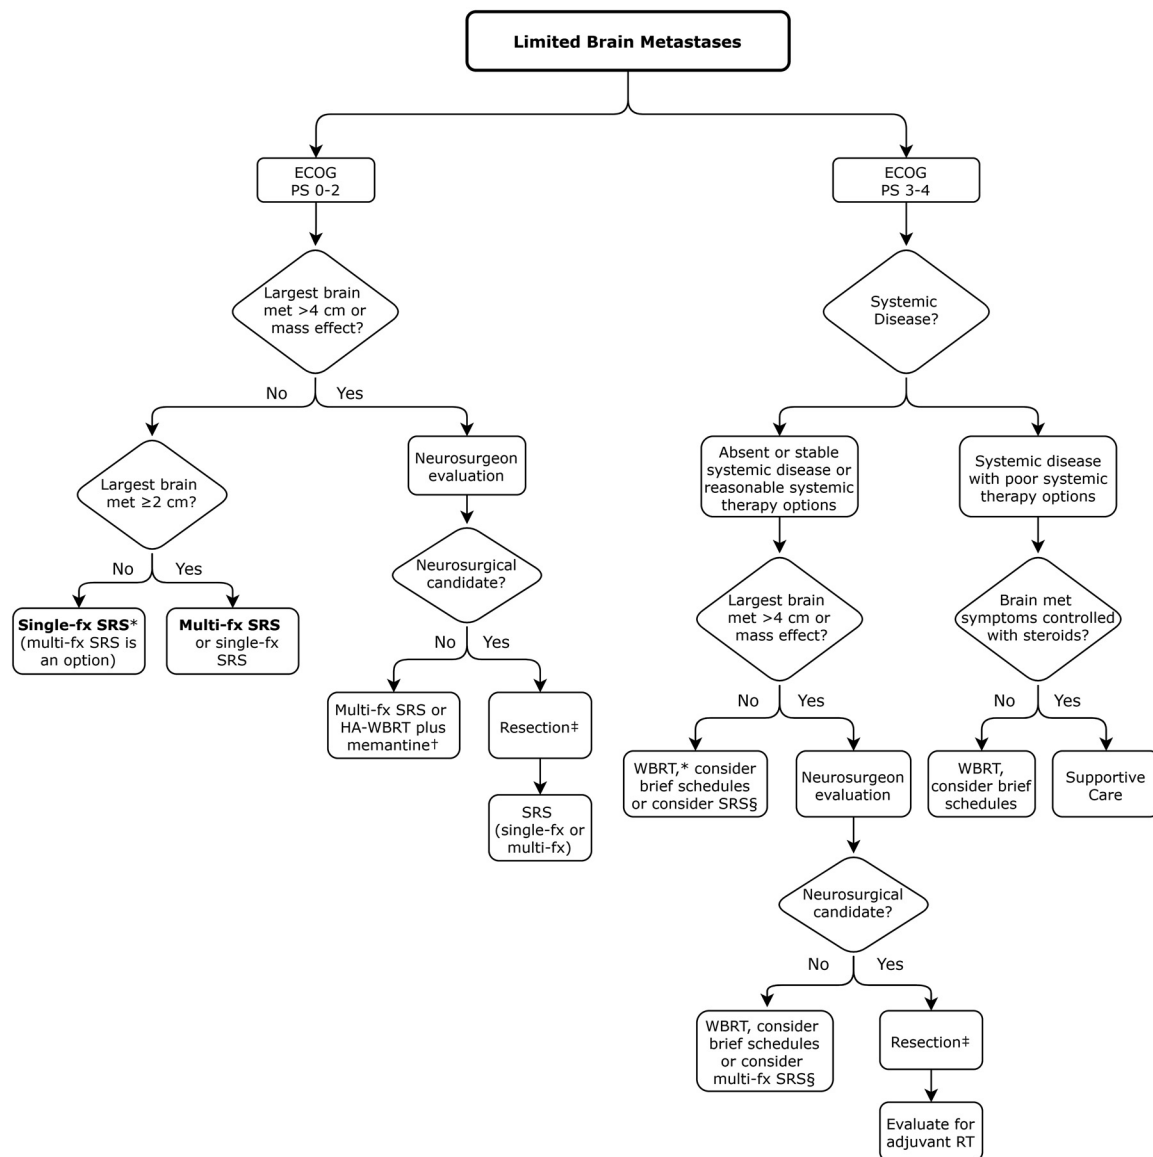 Limited Brain Metastases
ECOG
PS 0-2
ECOG
PS 3-4
Largest brain
met >4 cm or
mass effect?
Systemic
Disease?
No
Yes
Largest brain
met ≥2 cm?
Neurosurgeon
evaluation
Absent or stable
systemic disease or
reasonable systemic
therapy options
Systemic disease
with poor systemic
therapy options
No
Yes
Neurosurgical
candidate?
Largest brain
met >4 cm or
or mass effect?
Brain met
symptoms controlled
with steroids?
Single-fx SRS*
(multi-fx SRS is
an option)
Multi-fx SRS
or single-fx
SRS
No
Yes
No
Yes
No
Yes
Multi-fx SRS or
HA-WBRT plus
memantine†
Resection‡
WBRT,* consider
brief schedules
or consider SRS§
Neurosurgeon
evaluation
WBRT,
consider brief
schedules
Supportive
Care
SRS
(single-fx or
multi-fx)
Neurosurgical
candidate?
No
Yes
WBRT, consider
brief schedules
or consider
multi-fx SRS§
Resection‡
Evaluate for
adjuvant RT